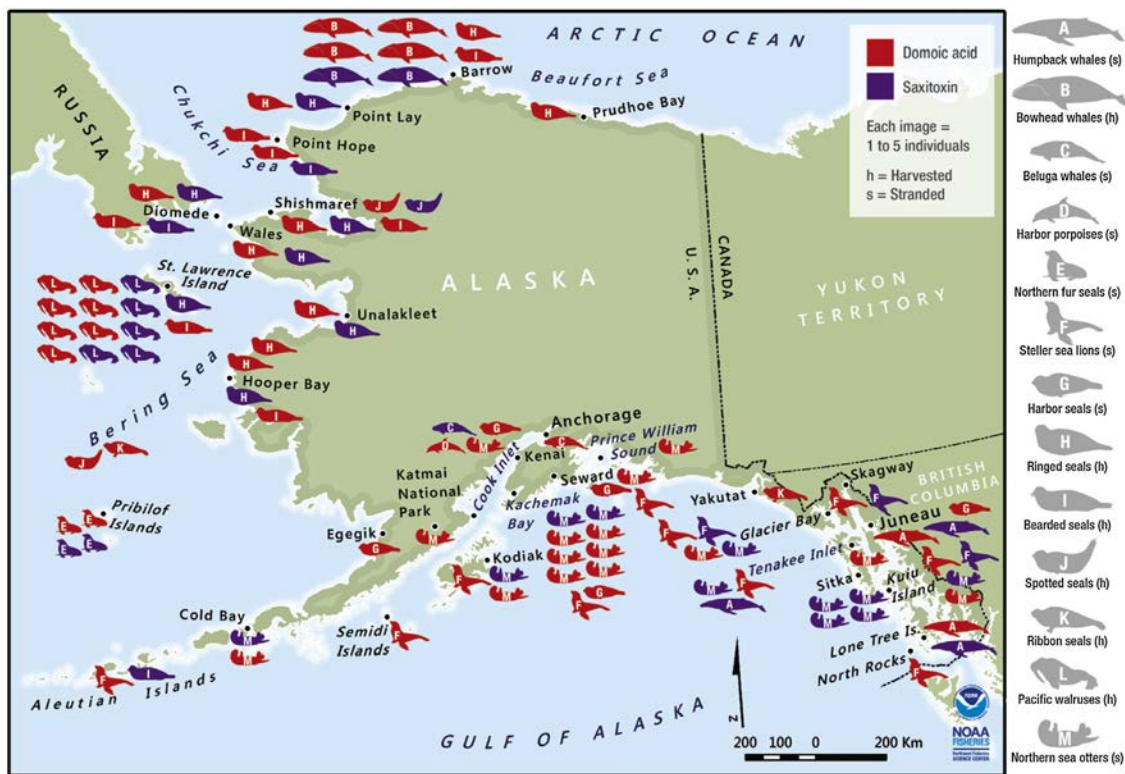 ARCTIC OCEAN
Beaufort Sea
Barrow
Prudhoe Bay
Point Lay
Chukchi Sea
RUSSIA
Point Hope
Shishmaref
Diomede
Wales
St. Lawrence
Island
ALASKA
U.S.A.
CANADA
YUKON
TERRITORY
Unalakleet
Bering Sea
Hooper Bay
Anchorage
Prince William
Sound
Kenai
Cook Inlet
Katmai
National
Park
Seward
Kachemak
Bay
Yakutat
Skagway
BRITISH
COLUMBIA
Glacier Bay
Juneau
Pribilof
Islands
Egegik
Kodiak
Tenakee Inlet
Sitka
Kuiu
Island
Cold Bay
Semidi
Islands
Lone Tree Is.
North Rocks
Aleutian Islands
GULF OF ALASKA
N
200 100 0 200 Km
NOAA
FISHERIES
Domoic acid
Saxitoxin
Each image =
1 to 5 individuals
h = Harvested
s = Stranded
A
Humpback whales (s)
B
Bowhead whales (h)
C
Beluga whales (s)
D
Harbor porpoises (s)
E
Northern fur seals (s)
F
Steller sea lions (s)
G
Harbor seals (s)
H
Ringed seals (h)
I
Bearded seals (h)
J
Spotted seals (h)
K
Ribbon seals (h)
L
Pacific walruses (h)
M
Northern sea otters (s)